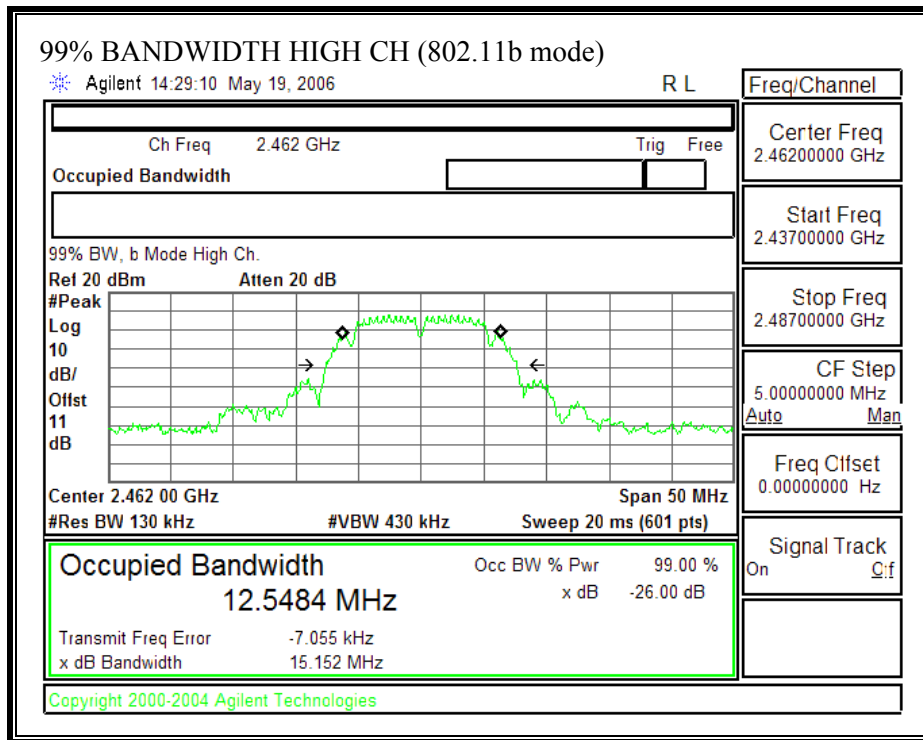 99% BANDWIDTH HIGH CH (802.11b mode)
Agilent 14:29:10 May 19, 2006 R L
Freq/Channel
Ch Freq 2.462 GHz Trig Free
Occupied Bandwidth
Center Freq
2.46200000 GHz
Start Freq
2.43700000 GHz
Stop Freq
2.48700000 GHz
CF Step
5.00000000 MHz
Auto Man
Freq Offset
0.00000000 Hz
Signal Track
On Off
99% BW, b Mode High Ch.
Ref 20 dBm Atten 20 dB
#Peak
Log
10
dB/
Offst
11
dB
Center 2.462 00 GHz Span 50 MHz
#Res BW 130 kHz #VBW 430 kHz Sweep 20 ms (601 pts)
Occupied Bandwidth
12.5484 MHz
Occ BW % Pwr 99.00 %
x dB -26.00 dB
Transmit Freq Error -7.055 kHz
x dB Bandwidth 15.152 MHz
Copyright 2000-2004 Agilent Technologies